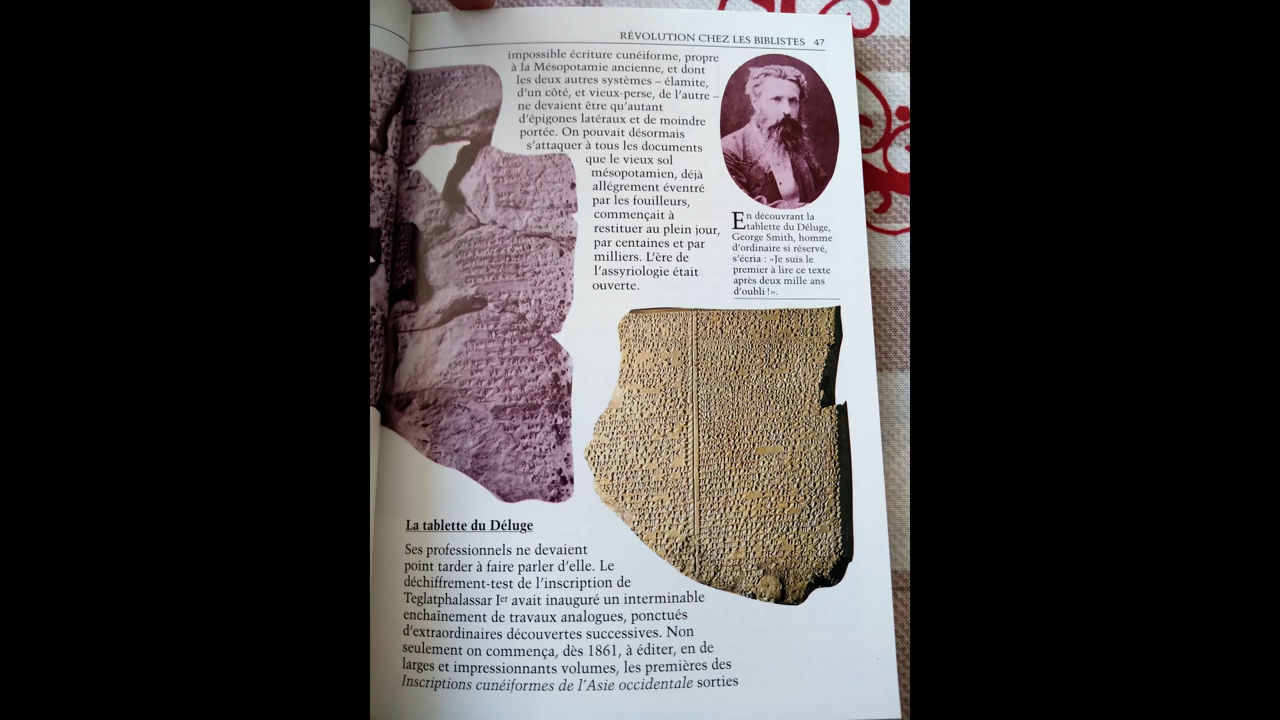 RÉVOLUTION CHEZ LES BIBLISTES 47
impossible écriture cunéiforme, propre
à la Mésopotamie ancienne, et dont
les deux autres systèmes – élamite,
d'un côté, et vieux-perse, de l'autre –
ne devaient être qu'autant
d'épigones latéraux et de moindre
portée. On pouvait désormais
s'attaquer à tous les documents
que le vieux sol
mésopotamien, déjà
allégrement éventré
par les fouilleurs,
commençait à
restituer au plein jour,
par centaines et par
milliers. L'ère de
l'assyriologie était
ouverte.
En découvrant la
tablette du Déluge,
George Smith, homme
d'ordinaire si réservé,
s'écria : «Je suis le
premier à lire ce texte
après deux mille ans
d'oubli !».
La tablette du Déluge
Ses professionnels ne devaient
point tarder à faire parler d'elle. Le
déchiffrement-test de l'inscription de
Teglatphalassar Ier avait inauguré un interminable
enchaînement de travaux analogues, ponctués
d'extraordinaires découvertes successives. Non
seulement on commença, dès 1861, à éditer, en de
larges et impressionnants volumes, les premières des
Inscriptions cunéiformes de l'Asie occidentale sorties